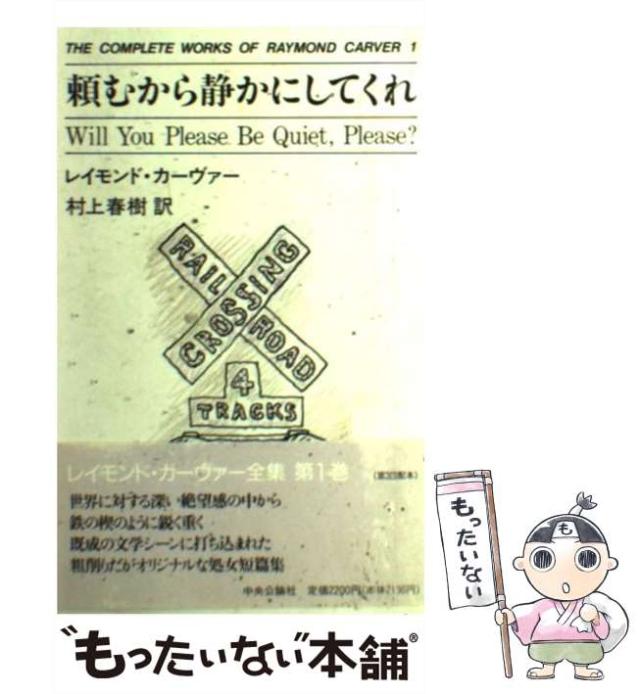 THE COMPLETE WORKS OF RAYMOND CARVER 1
頼むから静かにしてくれ
Will You Please Be Quiet, Please?
レイモンド・カーヴァー
村上春樹 訳
RAIL CROSSING ROAD
4
TRACKS
レイモンド・カーヴァー全集 第1巻
世界に対する深い絶望感の中から
鉄の楔のように鋭く重く
既成の文学シーンに打ち込まれた
粗削りだがオリジナルな処女短篇集
中央公論社 定価2200円
もったいない
も
"もったいない"本舗®